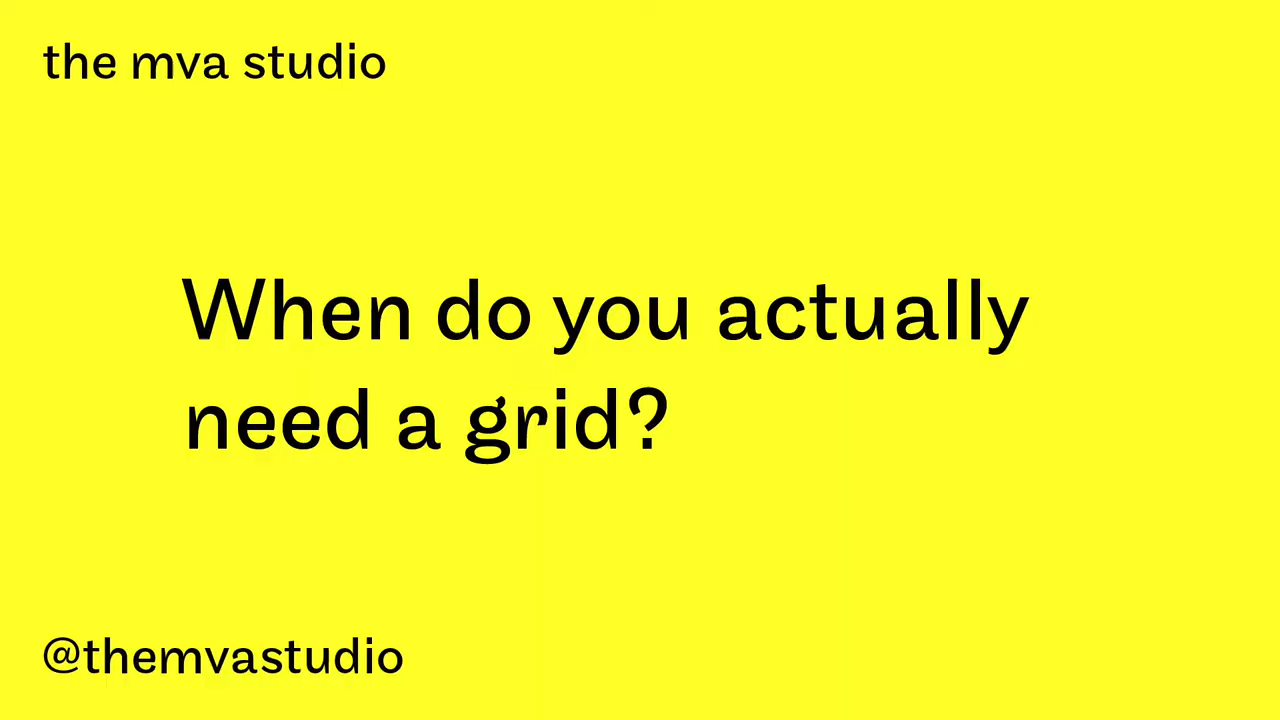 the mva studio
When do you actually
need a grid?
@themvastudio